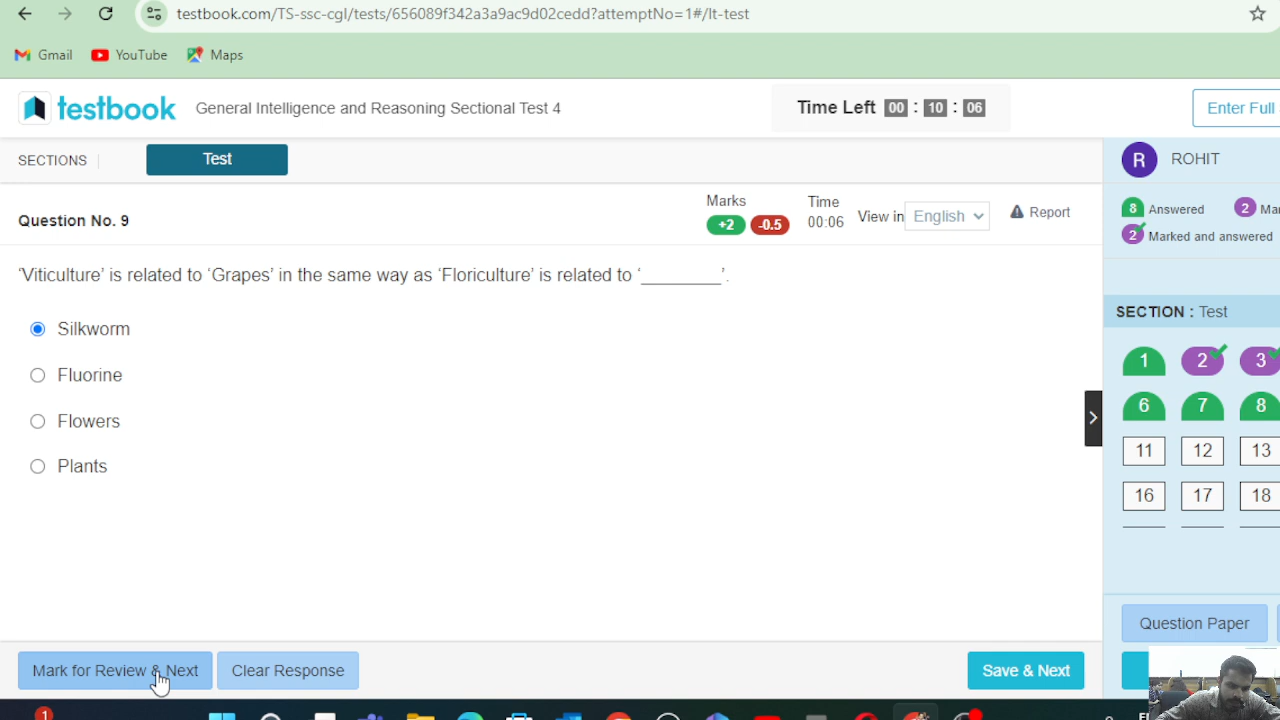 testbook.com/TS-ssc-cgl/tests/656089f342a3a9ac9d02cedd?attemptNo=1#/lt-test
Gmail YouTube Maps
testbook General Intelligence and Reasoning Sectional Test 4 Time Left 00 : 10 : 06 Enter Full
SECTIONS Test R ROHIT
Question No. 9 Marks +2 -0.5 Time 00:06 View in English Report
8 Answered 2 Ma
2 Marked and answered
‘Viticulture’ is related to ‘Grapes’ in the same way as ‘Floriculture’ is related to ‘________’.
Silkworm
Fluorine
Flowers
Plants
SECTION : Test
1 2 3
6 7 8
11 12 13
16 17 18
Question Paper
Mark for Review & Next Clear Response Save & Next
1